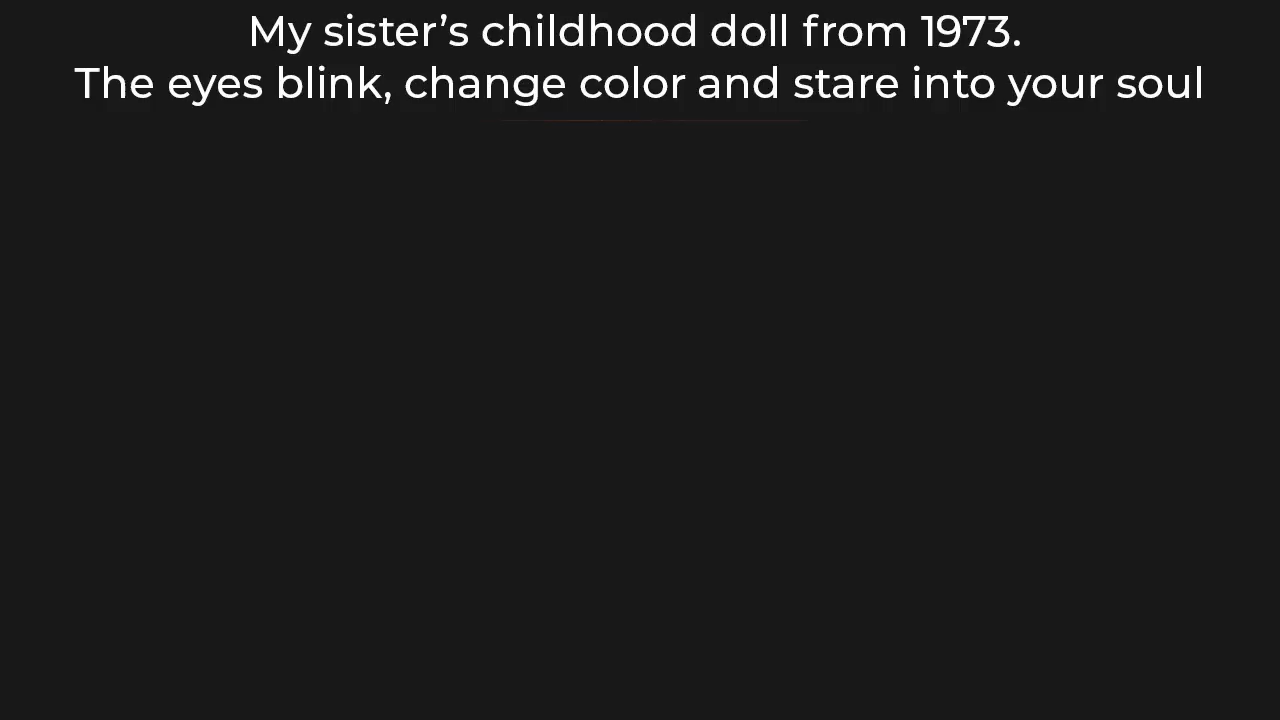 My sister’s childhood doll from 1973.
The eyes blink, change color and stare into your soul